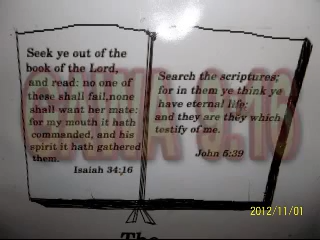 Seek ye out of the
book of the Lord,
and read: no one of
these shall fail,none
shall want her mate:
for my mouth it hath
commanded, and his
spirit it hath gathered
them.
Isaiah 34;16
Search the scriptures;
for in them ye think ye
have eternal life:
and they are they which
testify of me.
John 5:39
The
2012/11/01